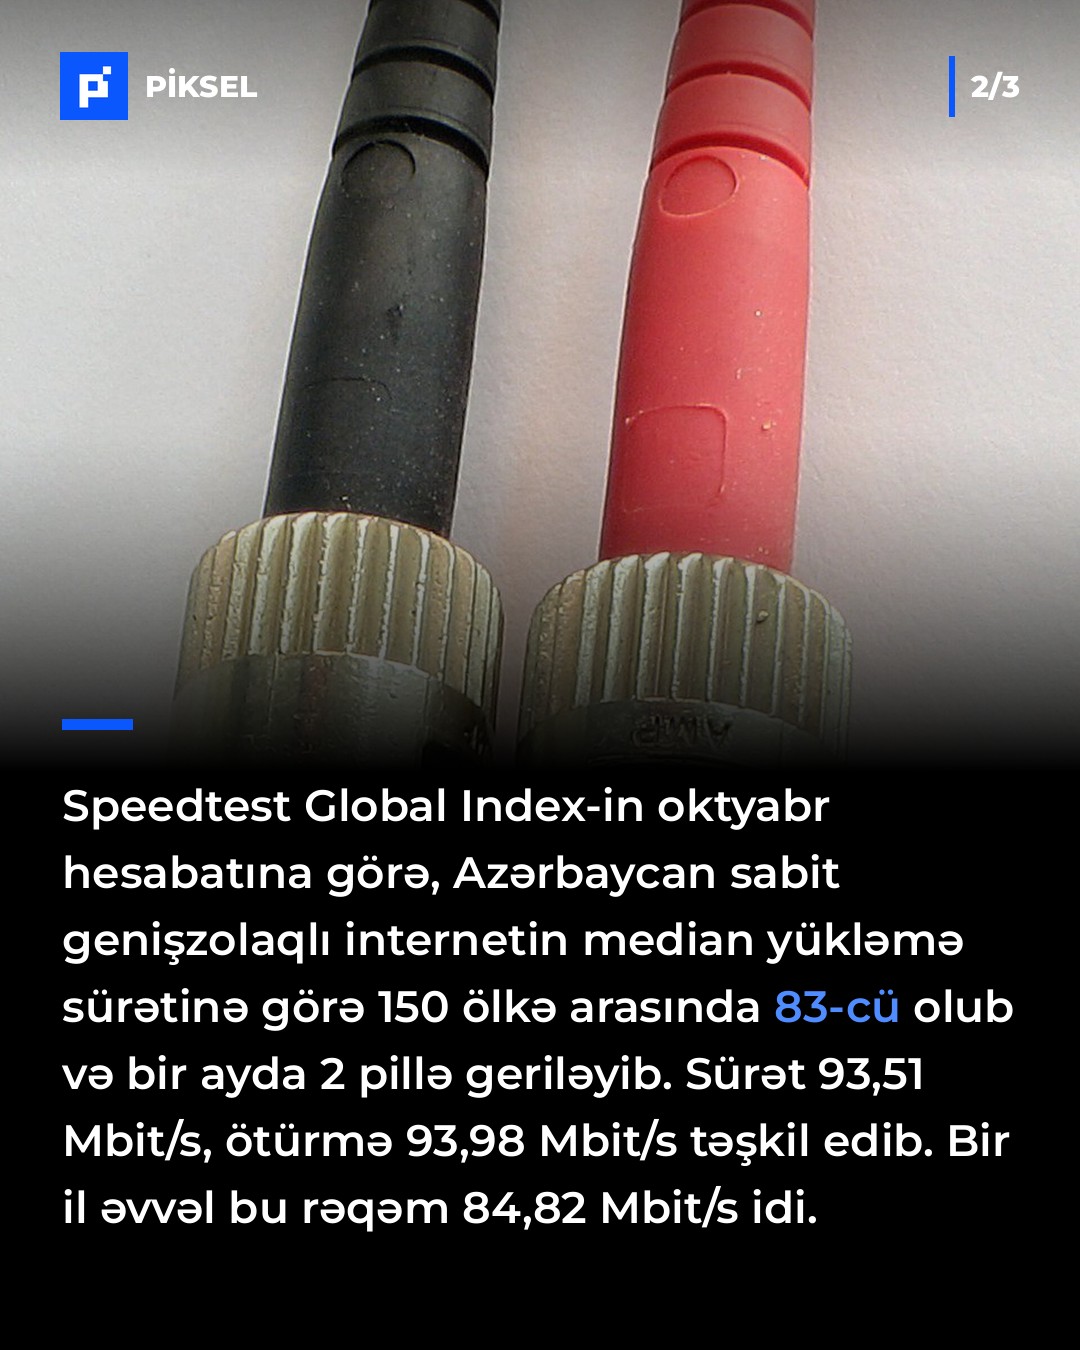 PİKSEL
2/3
Speedtest Global Index-in oktyabr
hesabatına görə, Azərbaycan sabit
genişzolaqlı internetin median yükləmə
sürətinə görə 150 ölkə arasında 83-cü olub
və bir ayda 2 pillə geriləyib. Sürət 93,51
Mbit/s, ötürmə 93,98 Mbit/s təşkil edib. Bir
il əvvəl bu rəqəm 84,82 Mbit/s idi.